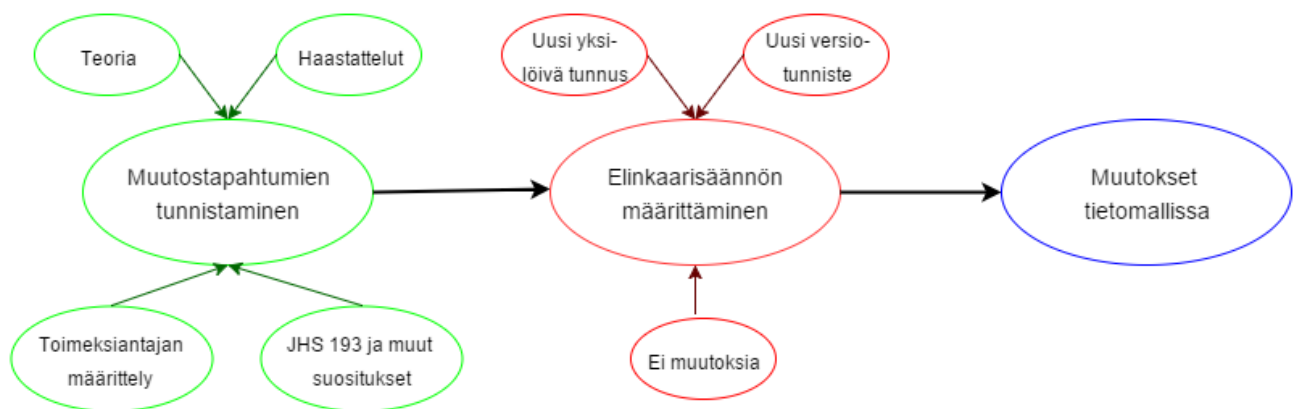 Teoria
Haastattelut
Uusi yksi-
löivä tunnus
Uusi versio-
tunniste
Muutostapahtumien
tunnistaminen
Elinkaarisäännön
määrittäminen
Muutokset
tietomallissa
Toimeksiantajan
määrittely
JHS 193 ja muut
suositukset
Ei muutoksia